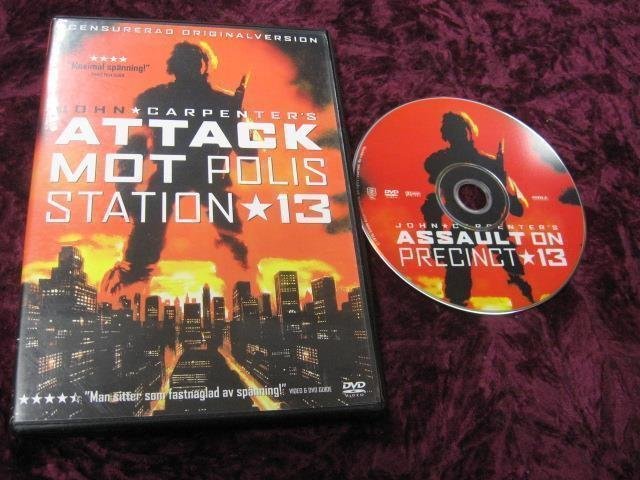 CENSURERAD ORIGINALVERSION
★★★★
"Maximal spänning!"
JOHN★CARPENTER'S
ATTACK
MOT POLIS
STATION★13
"Man sitter som fastnaglad av spänning!" VIDEO & DVD GUIDE
DVD
VIDEO
DVD
JOHN★CARPENTER'S
ASSAULT ON
PRECINCT★13